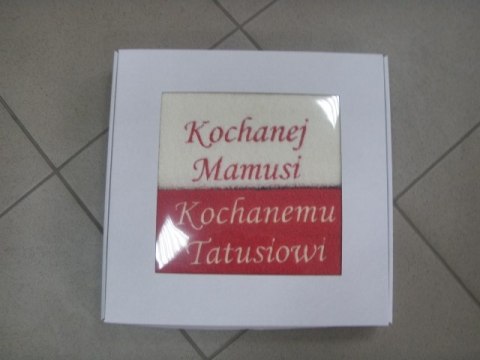 Kochanej
Mamusi
Kochanemu
Tatusiowi